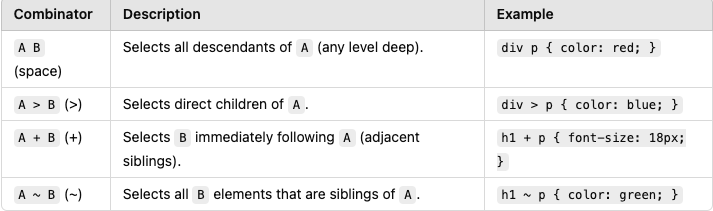 Combinator Description Example
A B Selects all descendants of A (any level deep). div p { color: red; }
(space)
A > B (>) Selects direct children of A. div > p { color: blue; }
A + B (+) Selects B immediately following A (adjacent h1 + p { font-size: 18px;
siblings). }
A ~ B (~) Selects all B elements that are siblings of A. h1 ~ p { color: green; }